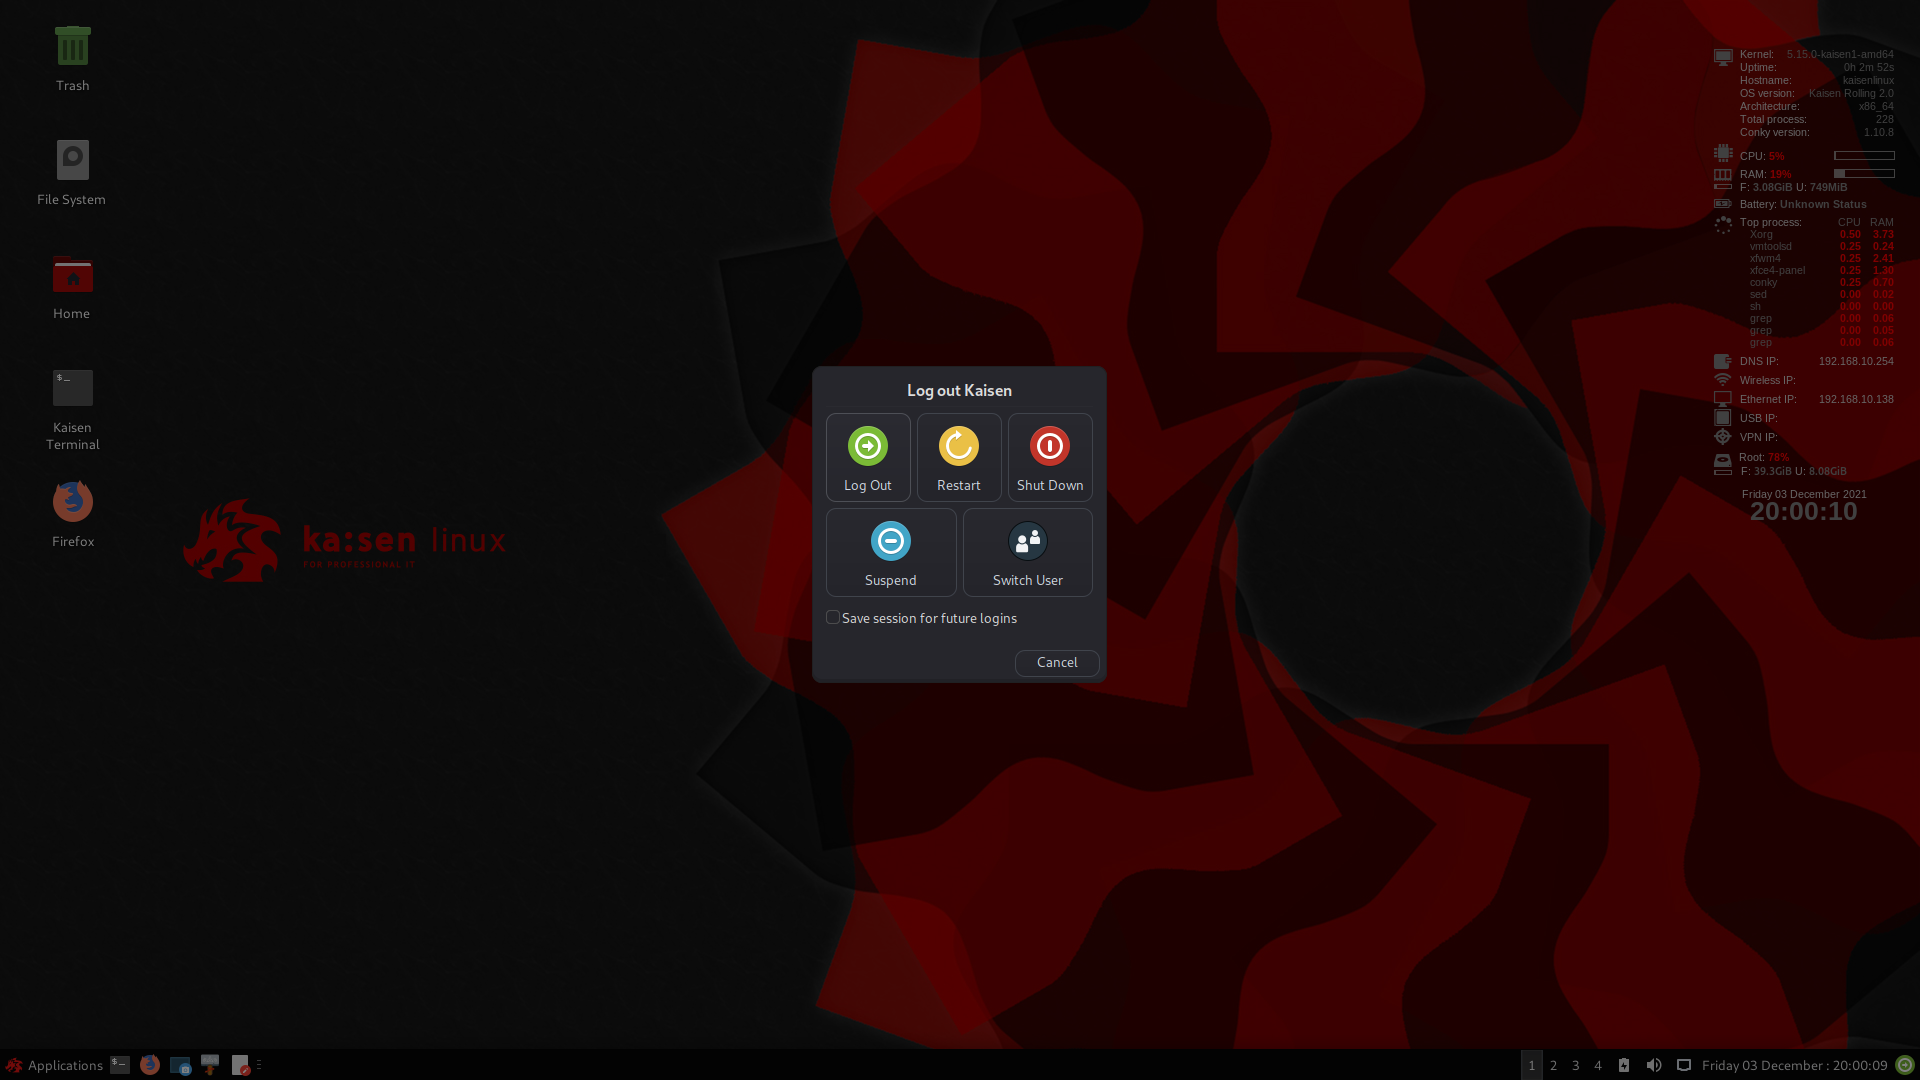 Trash
File System
Home
$_
Kaisen
Terminal
Firefox
ka:sen linux
FOR PROFESSIONAL IT
Log out Kaisen
Log Out
Restart
Shut Down
Suspend
Switch User
Save session for future logins
Cancel
Kernel: 5.15.0-kaisen1-amd64
Uptime: 0h 2m 52s
Hostname: kaisenlinux
OS version: Kaisen Rolling 2.0
Architecture: x86_64
Total process: 228
Conky version: 1.10.8
CPU: 5%
RAM: 19%
F: 3.08GiB U: 749MiB
Battery: Unknown Status
Top process: CPU RAM
Xorg 0.50 3.73
vmtoolsd 0.25 0.24
xfwm4 0.25 2.41
xfce4-panel 0.25 1.30
conky 0.25 0.70
sed 0.00 0.02
sh 0.00 0.00
grep 0.00 0.06
grep 0.00 0.05
grep 0.00 0.06
DNS IP: 192.168.10.254
Wireless IP:
Ethernet IP: 192.168.10.138
USB IP:
VPN IP:
Root: 78%
F: 39.3GiB U: 8.08GiB
Friday 03 December 2021
20:00:10
Applications $_
1 2 3 4 Friday 03 December : 20:00:09